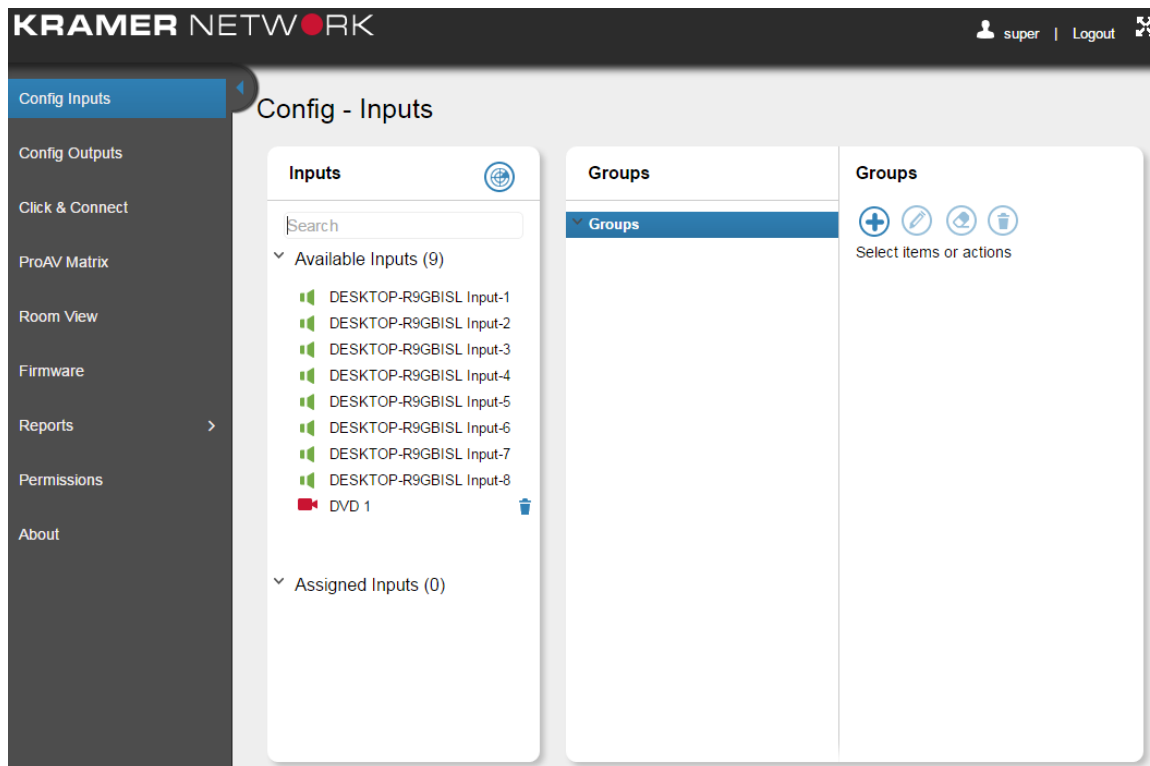 KRAMER NETWORK
super | Logout
Config Inputs
Config Outputs
Click & Connect
ProAV Matrix
Room View
Firmware
Reports
Permissions
About
Config - Inputs
Inputs
Search
Available Inputs (9)
DESKTOP-R9GBISL Input-1
DESKTOP-R9GBISL Input-2
DESKTOP-R9GBISL Input-3
DESKTOP-R9GBISL Input-4
DESKTOP-R9GBISL Input-5
DESKTOP-R9GBISL Input-6
DESKTOP-R9GBISL Input-7
DESKTOP-R9GBISL Input-8
DVD 1
Assigned Inputs (0)
Groups
Groups
Groups
Select items or actions